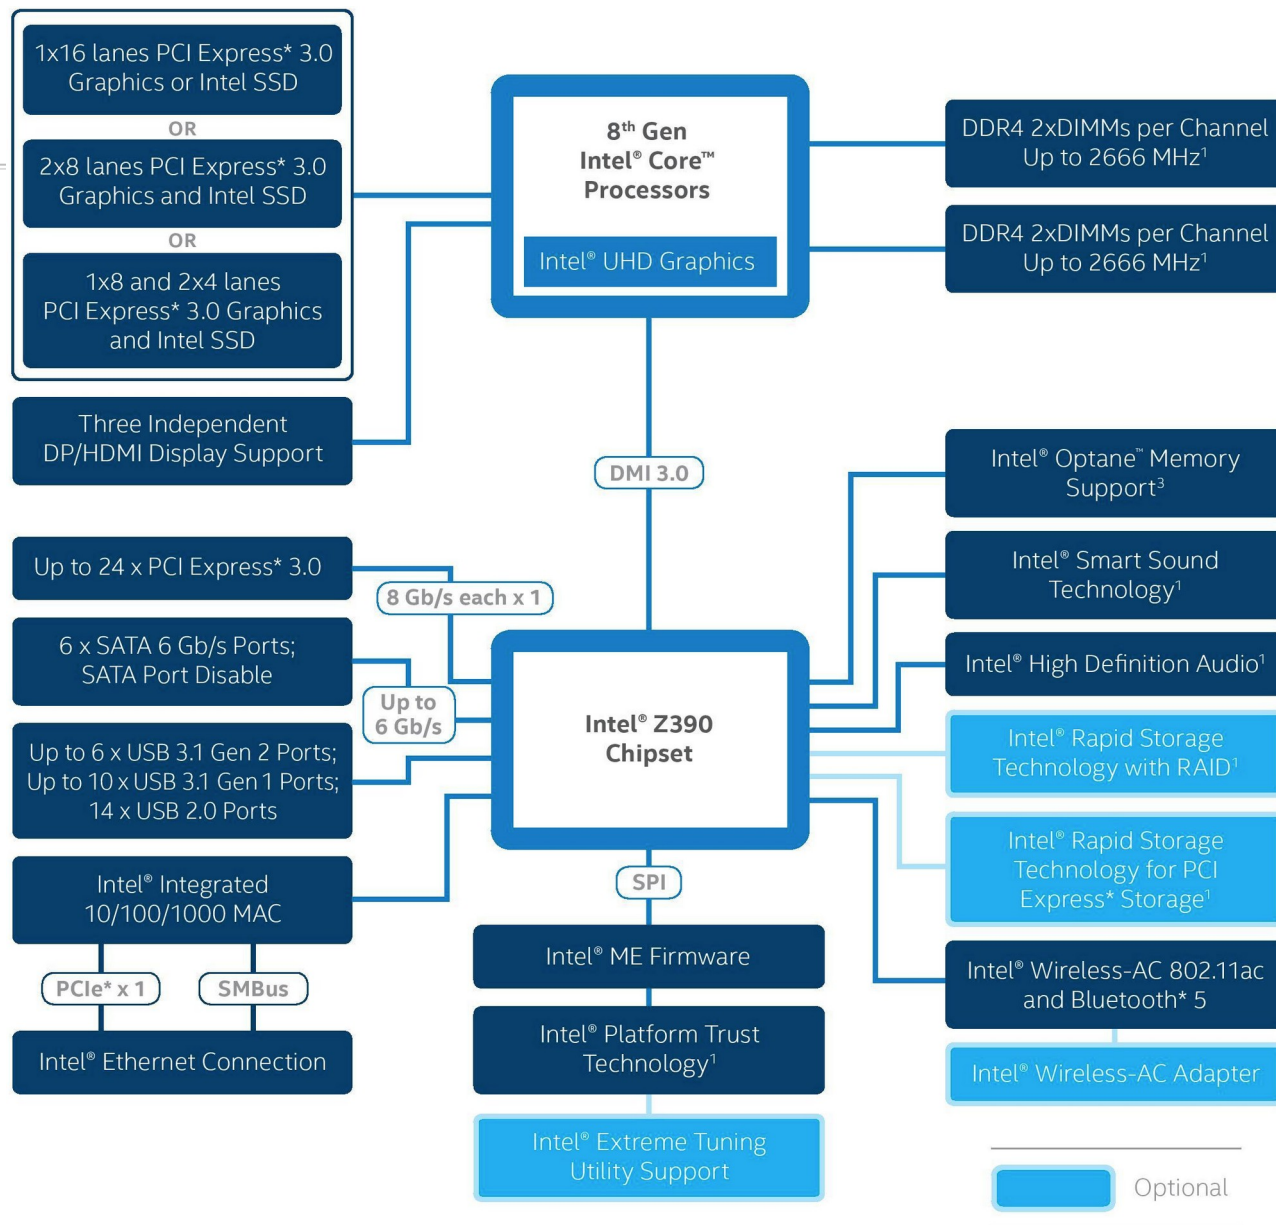 1x16 lanes PCI Express* 3.0
Graphics or Intel SSD
OR
2x8 lanes PCI Express* 3.0
Graphics and Intel SSD
OR
1x8 and 2x4 lanes
PCI Express* 3.0 Graphics
and Intel SSD
Three Independent
DP/HDMI Display Support
8th Gen
Intel® Core™
Processors
Intel® UHD Graphics
DDR4 2xDIMMs per Channel
Up to 2666 MHz¹
DDR4 2xDIMMs per Channel
Up to 2666 MHz¹
DMI 3.0
Up to 24 x PCI Express* 3.0
8 Gb/s each x 1
6 x SATA 6 Gb/s Ports;
SATA Port Disable
Up to
6 Gb/s
Up to 6 x USB 3.1 Gen 2 Ports;
Up to 10 x USB 3.1 Gen 1 Ports;
14 x USB 2.0 Ports
Intel® Integrated
10/100/1000 MAC
PCIe* x 1
SMBus
Intel® Ethernet Connection
Intel® Z390
Chipset
SPI
Intel® ME Firmware
Intel® Platform Trust
Technology¹
Intel® Extreme Tuning
Utility Support
Intel® Optane™ Memory
Support³
Intel® Smart Sound
Technology¹
Intel® High Definition Audio¹
Intel® Rapid Storage
Technology with RAID¹
Intel® Rapid Storage
Technology for PCI
Express* Storage¹
Intel® Wireless-AC 802.11ac
and Bluetooth* 5
Intel® Wireless-AC Adapter
Optional